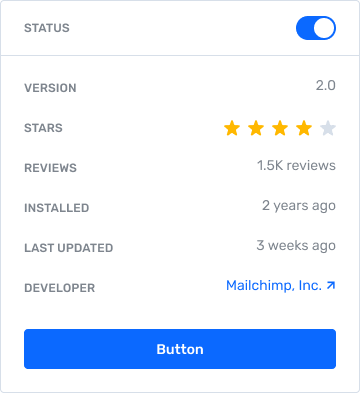 STATUS
VERSION 2.0
STARS
REVIEWS 1.5K reviews
INSTALLED 2 years ago
LAST UPDATED 3 weeks ago
DEVELOPER Mailchimp, Inc.
Button